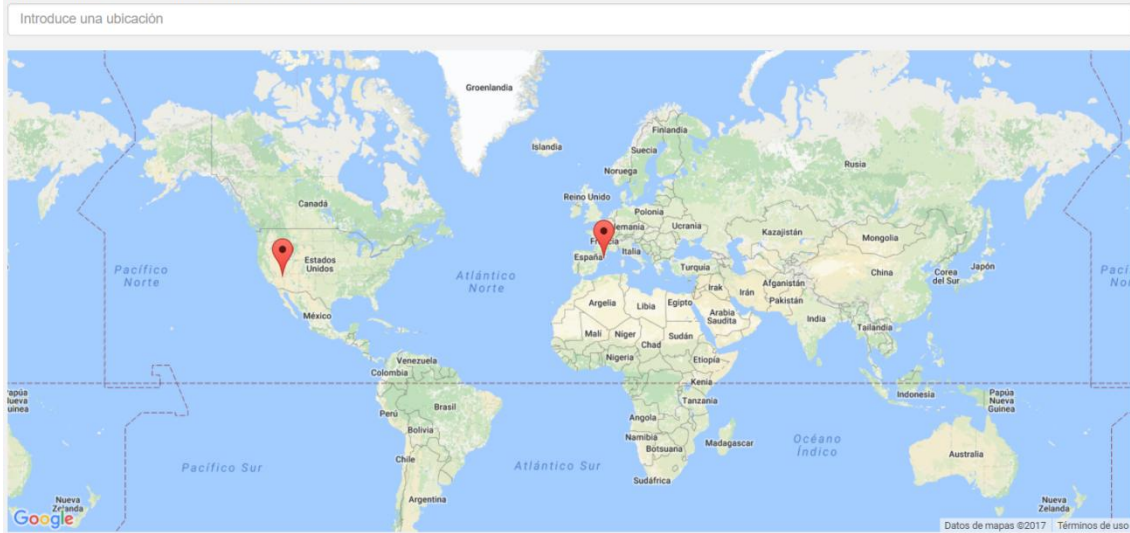 Introduce una ubicación
Groenlandia
Islandia
Finlandia
Suecia
Noruega
Rusia
Canadá
Reino Unido
Polonia
Ucrania
Kazajistán
Mongolia
España
Italia
Estados
Unidos
Pacífico
Norte
Atlántico
Norte
Turquía
China
Corea
del Sur
Japón
Irak
Irán
Afganistán
Pakistán
México
Argelia
Libia
Egipto
Arabia
Saudita
India
Tailandia
Malí
Níger
Chad
Sudán
Nigeria
Etiopía
Venezuela
Colombia
Kenia
Tanzania
Indonesia
Papúa
Nueva
Guinea
Perú
Brasil
Bolivia
Angola
Namibia
Botsuana
Madagascar
Océano
Índico
Australia
Pacífico Sur
Chile
Atlántico Sur
Sudáfrica
Argentina
Nueva
Zelanda
Nueva
Zelanda
Google
Datos de mapas ©2017
Términos de uso